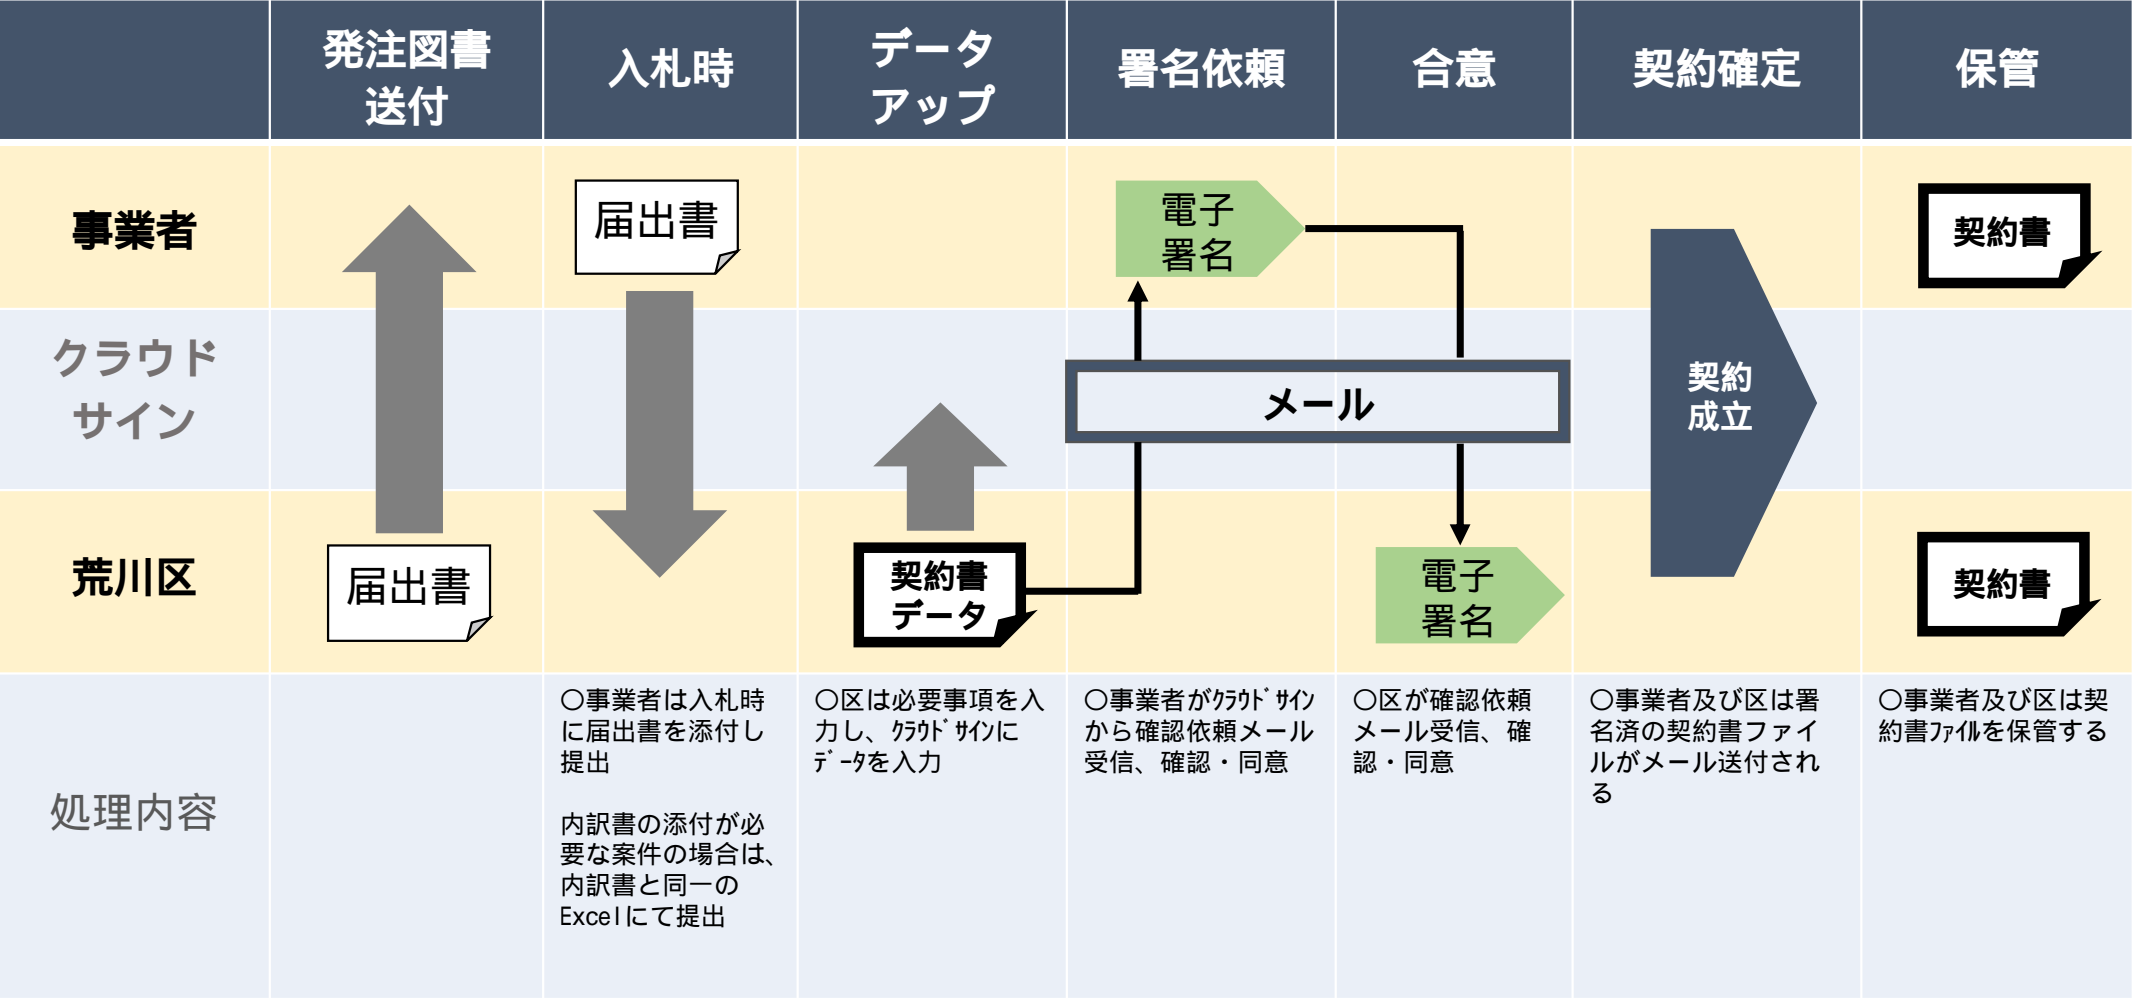 発注図書
送付
入札時
データ
アップ
署名依頼
合意
契約確定
保管
事業者
届出書
電子
署名
契約書
クラウド
サイン
メール
契約
成立
荒川区
届出書
契約書
データ
電子
署名
契約書
処理内容
〇事業者は入札時
に届出書を添付し
提出
内訳書の添付が必
要な案件の場合は、
内訳書と同一の
Excelにて提出
〇区は必要事項を入
力し、ｸﾗｳﾄﾞｻｲﾝに
ﾃﾞｰﾀを入力
〇事業者がｸﾗｳﾄﾞｻｲﾝ
から確認依頼メール
受信、確認・同意
〇区が確認依頼
メール受信、確
認・同意
〇事業者及び区は署
名済の契約書ファイ
ルがメール送付され
る
〇事業者及び区は契
約書ﾌｧｲﾙを保管する